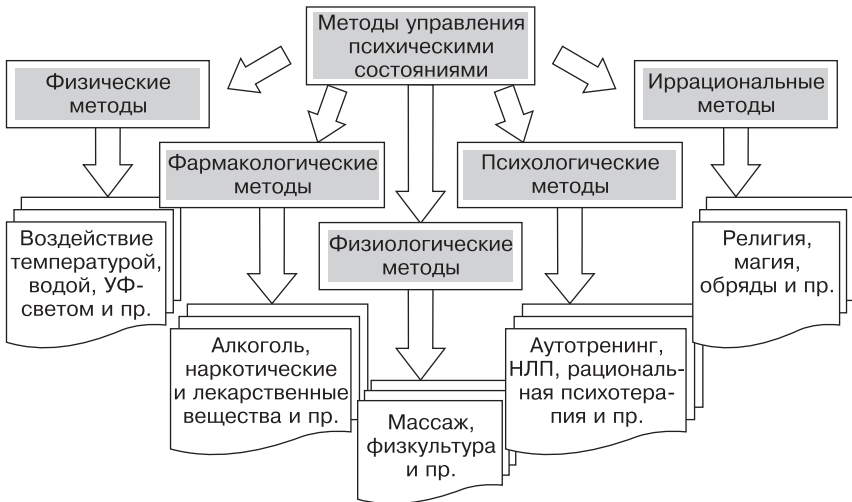 Методы управления
психическими
состояниями
Физические
методы
Иррациональные
методы
Фармакологические
методы
Психологические
методы
Физиологические
методы
Воздействие
температурой,
водой, УФ-
светом и пр.
Религия,
магия,
обряды и пр.
Алкоголь,
наркотические
и лекарственные
вещества и пр.
Аутотренинг,
НЛП, рациональ-
ная психотера-
пия и пр.
Массаж,
физкультура
и пр.